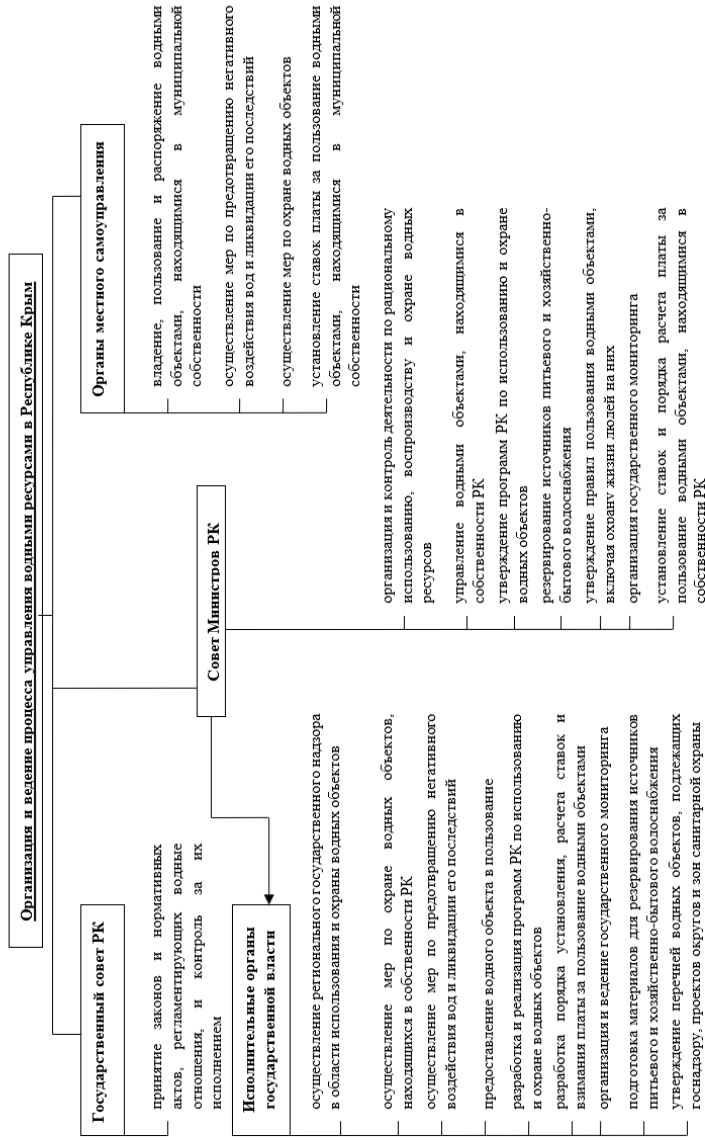 Организация и ведение процесса управления водными ресурсами в Республике Крым
Государственный совет РК
принятие законов и нормативных
актов, регламентирующих водные
отношения, и контроль за их
исполнением
Исполнительные органы
государственной власти
осуществление регионального государственного надзора
в области использования и охраны водных объектов
осуществление мер по охране водных объектов,
находящихся в собственности РК
осуществление мер по предотвращению негативного
воздействия вод и ликвидации его последствий
предоставление водного объекта в пользование
разработка и реализация программ РК по использованию
и охране водных объектов
разработка порядка установления, расчета ставок и
взимания платы за пользование водными объектами
организация и ведение государственного мониторинга
подготовка материалов для резервирования источников
питьевого и хозяйственно-бытового водоснабжения
утверждение перечней водных объектов, подлежащих
госнадзору, проектов округов и зон санитарной охраны
Совет Министров РК
организация и контроль деятельности по рациональному
использованию, воспроизводству и охране водных
ресурсов
управление водными объектами, находящимися в
собственности РК
утверждение программ РК по использованию и охране
водных объектов
резервирование источников питьевого и хозяйственно-
бытового водоснабжения
утверждение правил пользования водными объектами,
включая охрану жизни людей на них
организация государственного мониторинга
установление ставок и порядка расчета платы за
пользование водными объектами, находящимися в
собственности РК
Органы местного самоуправления
владение, пользование и распоряжение водными
объектами, находящимися в муниципальной
собственности
осуществление мер по предотвращению негативного
воздействия вод и ликвидации его последствий
осуществление мер по охране водных объектов
установление ставок платы за пользование водными
объектами, находящимися в муниципальной
собственности